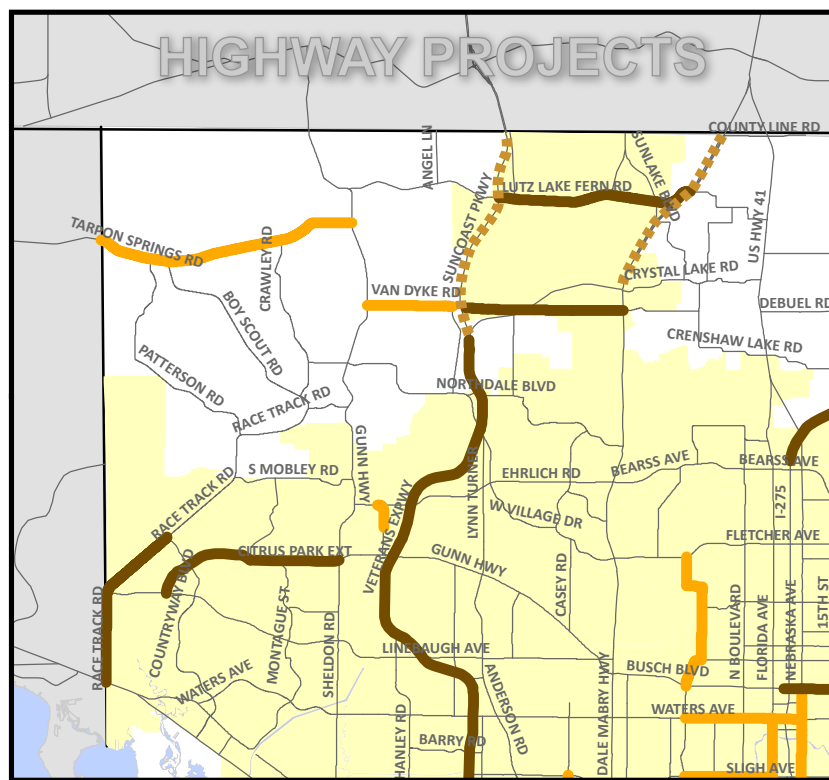 HIGHWAY PROJECTS
COUNTY LINE RD
ANGEL LN
SUNLAKE BLVD
LUTZ LAKE FERN RD
SUNCOAST PKWY
US HWY 41
TARPON SPRINGS RD
CRAWLEY RD
CRYSTAL LAKE RD
VAN DYKE RD
DEBUEL RD
BOY SCOUT RD
CRENSHAW LAKE RD
PATTERSON RD
NORTHDALE BLVD
RACE TRACK RD
GUNN HWY
S MOBLEY RD
EHRLICH RD
BEARSS AVE
BEARSS AVE
RACE TRACK RD
LYNN TURNER
I-275
VETERANS EXPWY
W VILLAGE DR
FLETCHER AVE
CITRUS PARK EXT
GUNN HWY
CASEY RD
COUNTRYWAY BLVD
MONTAGUE ST
SHELDON RD
RACE TRACK RD
N BOULEVARD
FLORIDA AVE
NEBRASKA AVE
15TH ST
LINEBAUGH AVE
BUSCH BLVD
WATERS AVE
ANDERSON RD
DALE MABRY HWY
WATERS AVE
HANLEY RD
BARRY RD
SLIGH AVE